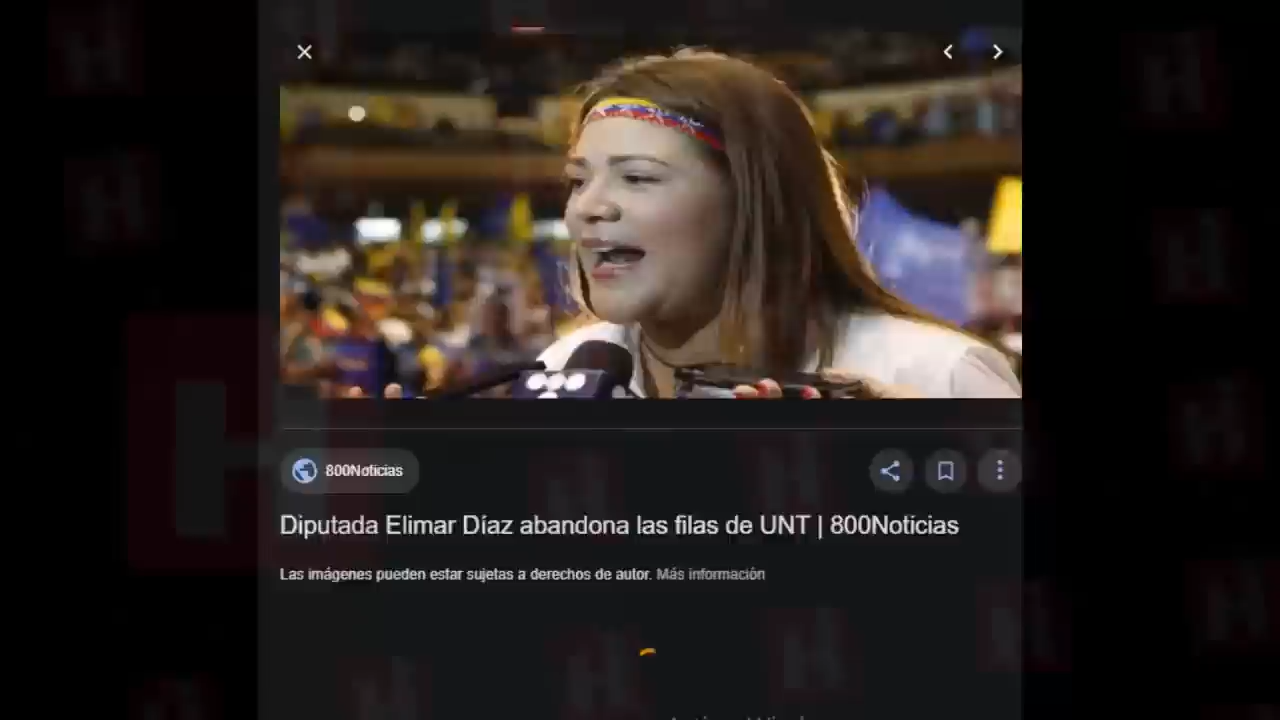 800Noticias
Diputada Elimar Díaz abandona las filas de UNT | 800Noticias
Las imágenes pueden estar sujetas a derechos de autor. Más información